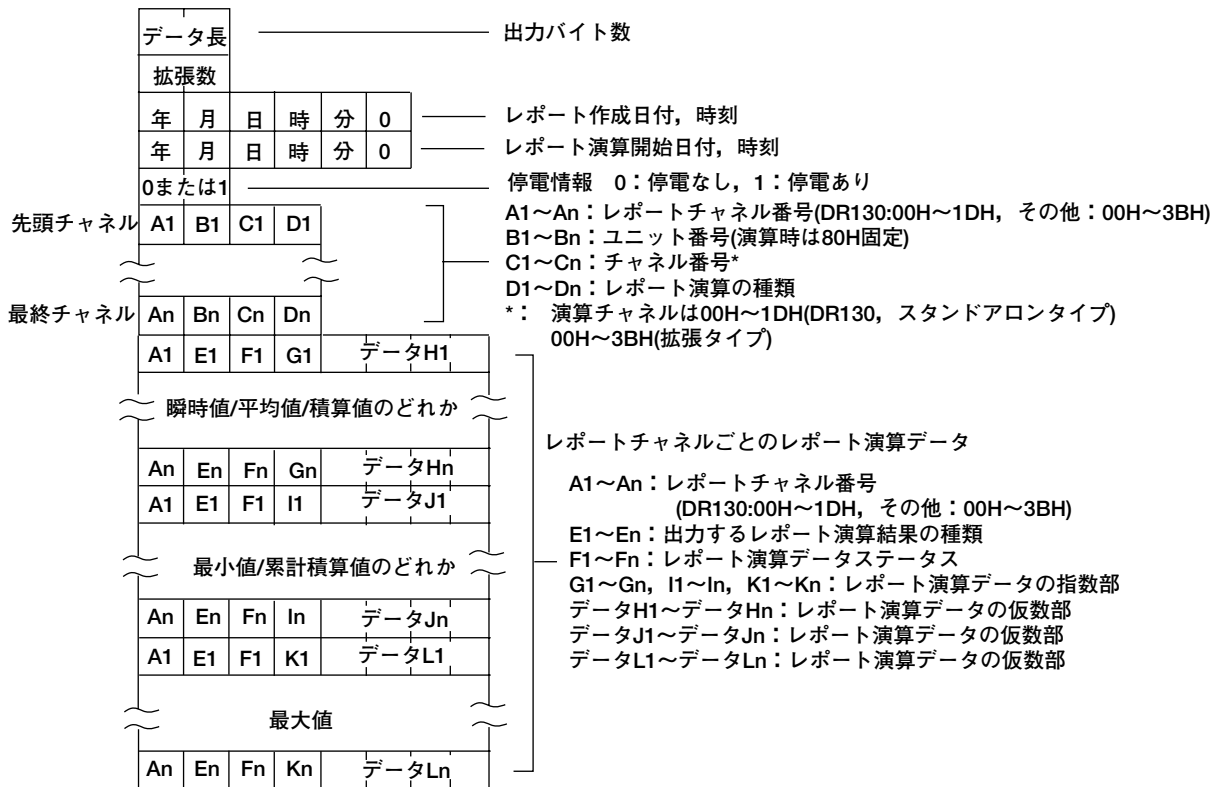 データ長 出力バイト数
拡張数
年 月 日 時 分 0 レポート作成日付，時刻
年 月 日 時 分 0 レポート演算開始日付，時刻
0または1 停電情報　0：停電なし，1：停電あり
先頭チャネル A1 B1 C1 D1
A1～An：レポートチャネル番号(DR130:00H～1DH，その他：00H～3BH)
B1～Bn：ユニット番号(演算時は80H固定)
C1～Cn：チャネル番号*
D1～Dn：レポート演算の種類
*：　演算チャネルは00H～1DH(DR130，スタンドアロンタイプ)
00H～3BH(拡張タイプ)
最終チャネル An Bn Cn Dn
A1 E1 F1 G1 データH1
瞬時値/平均値/積算値のどれか
An En Fn Gn データHn
A1 E1 F1 I1 データJ1
最小値/累計積算値のどれか
An En Fn In データJn
A1 E1 F1 K1 データL1
最大値
An En Fn Kn データLn
レポートチャネルごとのレポート演算データ
A1～An：レポートチャネル番号
(DR130:00H～1DH，その他：00H～3BH)
E1～En：出力するレポート演算結果の種類
F1～Fn：レポート演算データステータス
G1～Gn，I1～In，K1～Kn：レポート演算データの指数部
データH1～データHn：レポート演算データの仮数部
データJ1～データJn：レポート演算データの仮数部
データL1～データLn：レポート演算データの仮数部